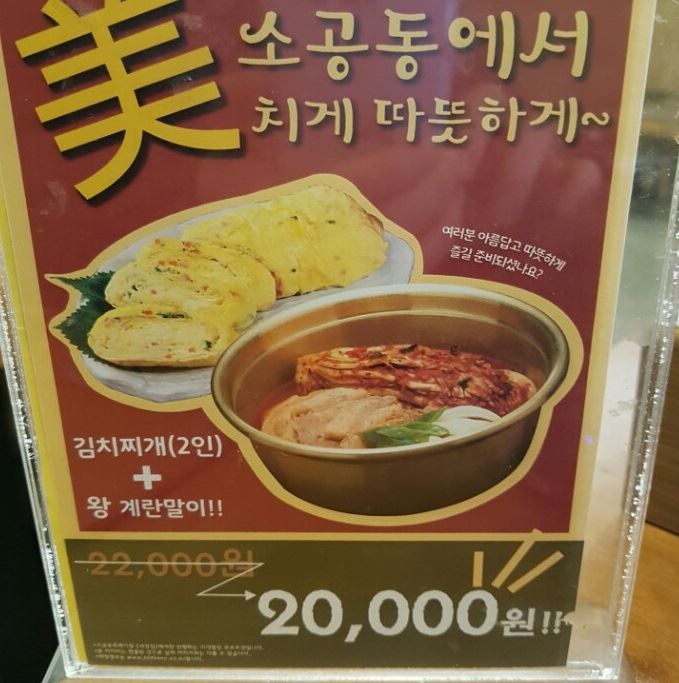 美
소공동에서
치게 따뜻하게~
여러분 아름답고 따뜻하게
즐길 준비되셨나요?
김치찌개(2인)
+
왕 계란말이!!
22,000원
20,000원!!